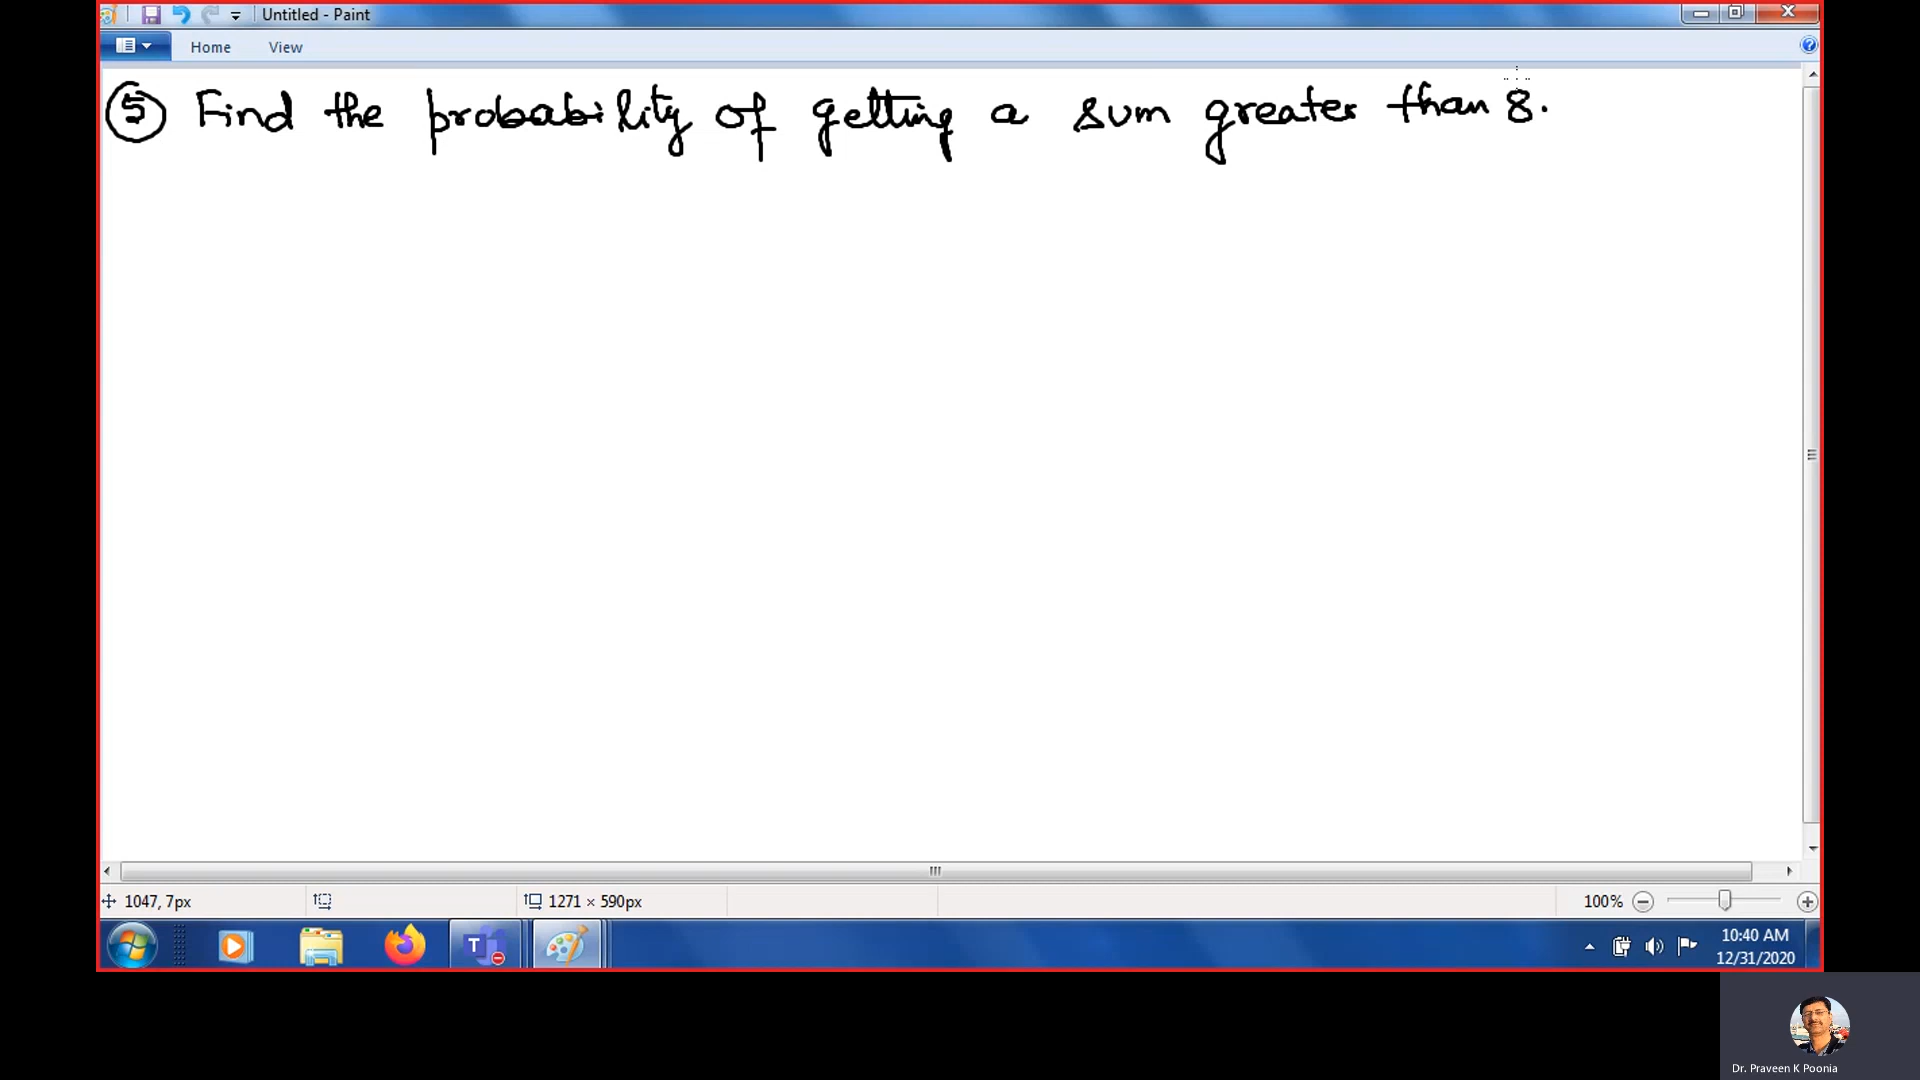 Untitled - Paint
Home View
5 Find the probability of getting a sum greater than 8.
1047, 7px
1271 × 590px
100%
10:40 AM
12/31/2020
Dr. Praveen K Poonia